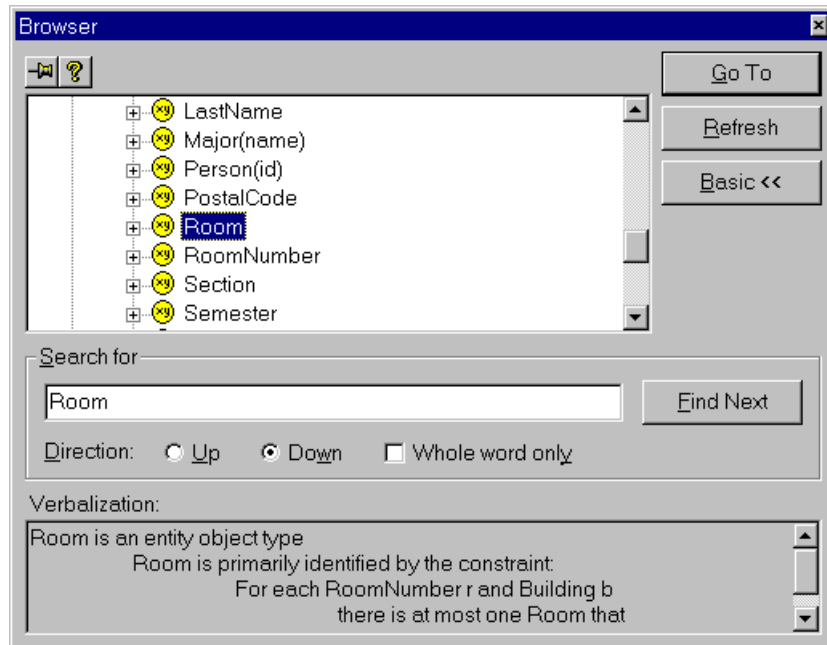 Browser
Go To
LastName
Major(name)
Refresh
Person(id)
PostalCode
Basic <<
Room
RoomNumber
Section
Semester
Search for
Room
Find Next
Direction: Up Down Whole word only
Verbalization:
Room is an entity object type
Room is primarily identified by the constraint:
For each RoomNumber r and Building b
there is at most one Room that